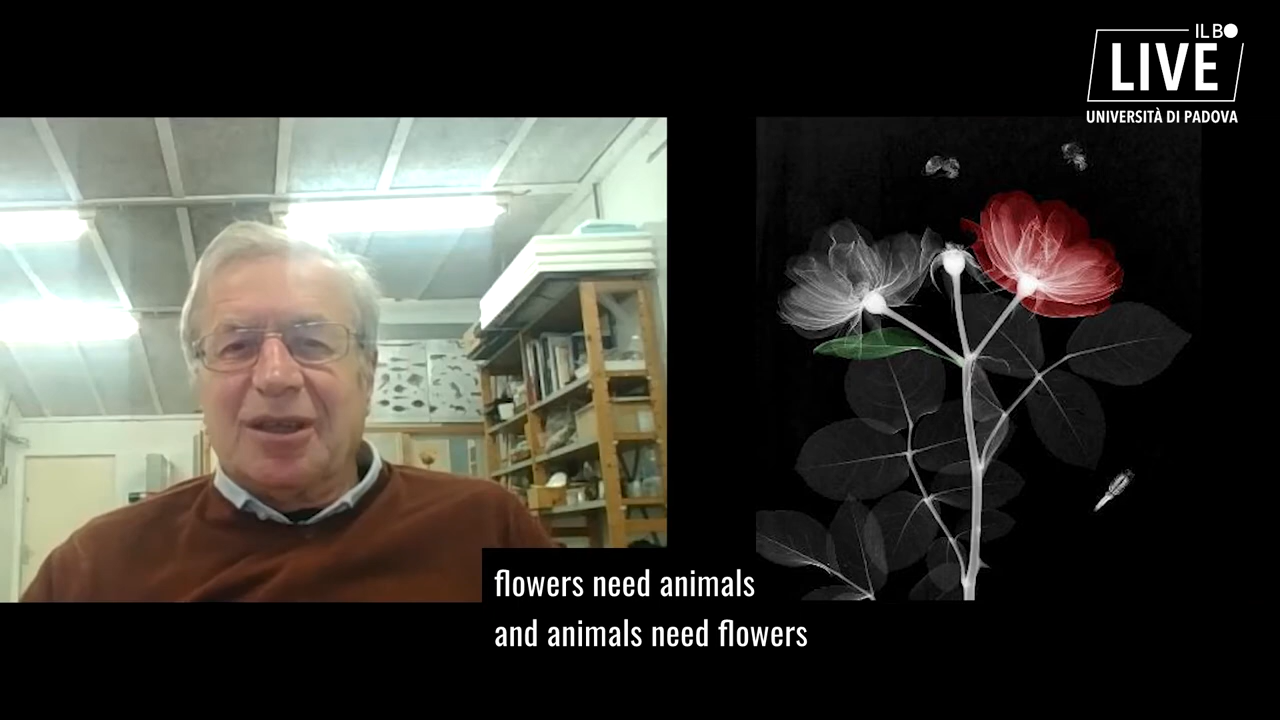 IL BO
LIVE
UNIVERSITÀ DI PADOVA
flowers need animals
and animals need flowers